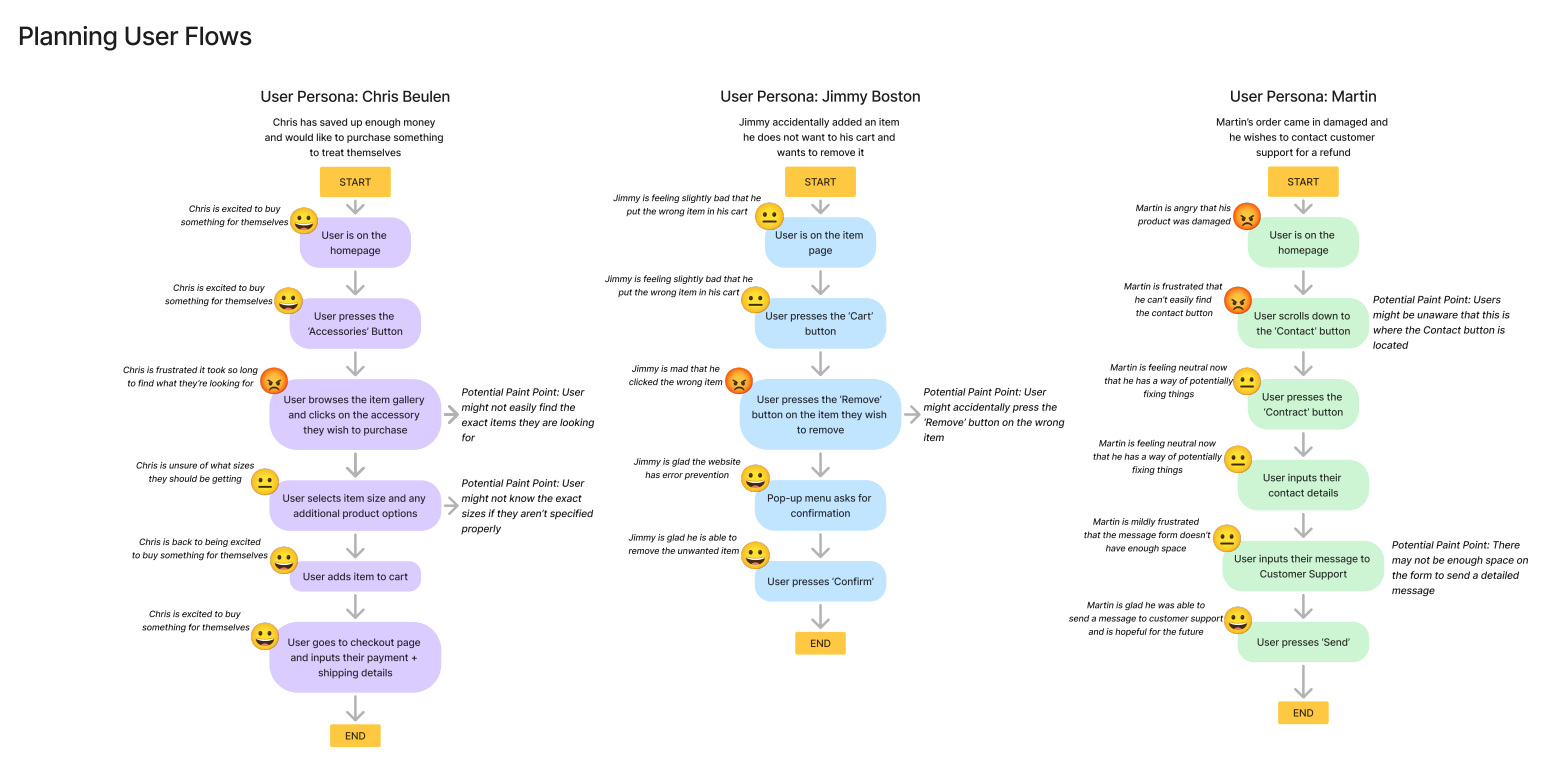 Planning User Flows
User Persona: Chris Beulen
Chris has saved up enough money
and would like to purchase something
to treat themselves
START
Chris is excited to buy
something for themselves
User is on the
homepage
Chris is excited to buy
something for themselves
User presses the
‘Accessories’ Button
Chris is frustrated it took so long
to find what they’re looking for
User browses the item gallery
and clicks on the accessory
they wish to purchase
Potential Paint Point: User
might not easily find the
exact items they are looking
for
Chris is unsure of what sizes
they should be getting
User selects item size and any
additional product options
Potential Paint Point: User
might not know the exact
sizes if they aren’t specified
properly
Chris is back to being excited
to buy something for themselves
User adds item to cart
Chris is excited to buy
something for themselves
User goes to checkout page
and inputs their payment +
shipping details
END
User Persona: Jimmy Boston
Jimmy accidentally added an item
he does not want to his cart and
wants to remove it
START
Jimmy is feeling slightly bad that he
put the wrong item in his cart
User is on the item
page
Jimmy is feeling slightly bad that he
put the wrong item in his cart
User presses the ‘Cart’
button
Jimmy is mad that he
clicked the wrong item
User presses the ‘Remove’
button on the item they wish
to remove
Potential Paint Point: User
might accidentally press the
‘Remove’ button on the wrong
item
Jimmy is glad the website
has error prevention
Pop-up menu asks for
confirmation
Jimmy is glad he is able to
remove the unwanted item
User presses ‘Confirm’
END
User Persona: Martin
Martin’s order came in damaged and
he wishes to contact customer
support for a refund
START
Martin is angry that his
product was damaged
User is on the
homepage
Martin is frustrated that
he can’t easily find
the contact button
User scrolls down to
the ‘Contact’ button
Potential Paint Point: Users
might be unaware that this is
where the Contact button is
located
Martin is feeling neutral now
that he has a way of potentially
fixing things
User presses the
‘Contract’ button
Martin is feeling neutral now
that he has a way of potentially
fixing things
User inputs their
contact details
Martin is mildly frustrated
that the message form doesn’t
have enough space
User inputs their message to
Customer Support
Potential Paint Point: There
may not be enough space on
the form to send a detailed
message
Martin is glad he was able to
send a message to customer support
and is hopeful for the future
User presses ‘Send’
END